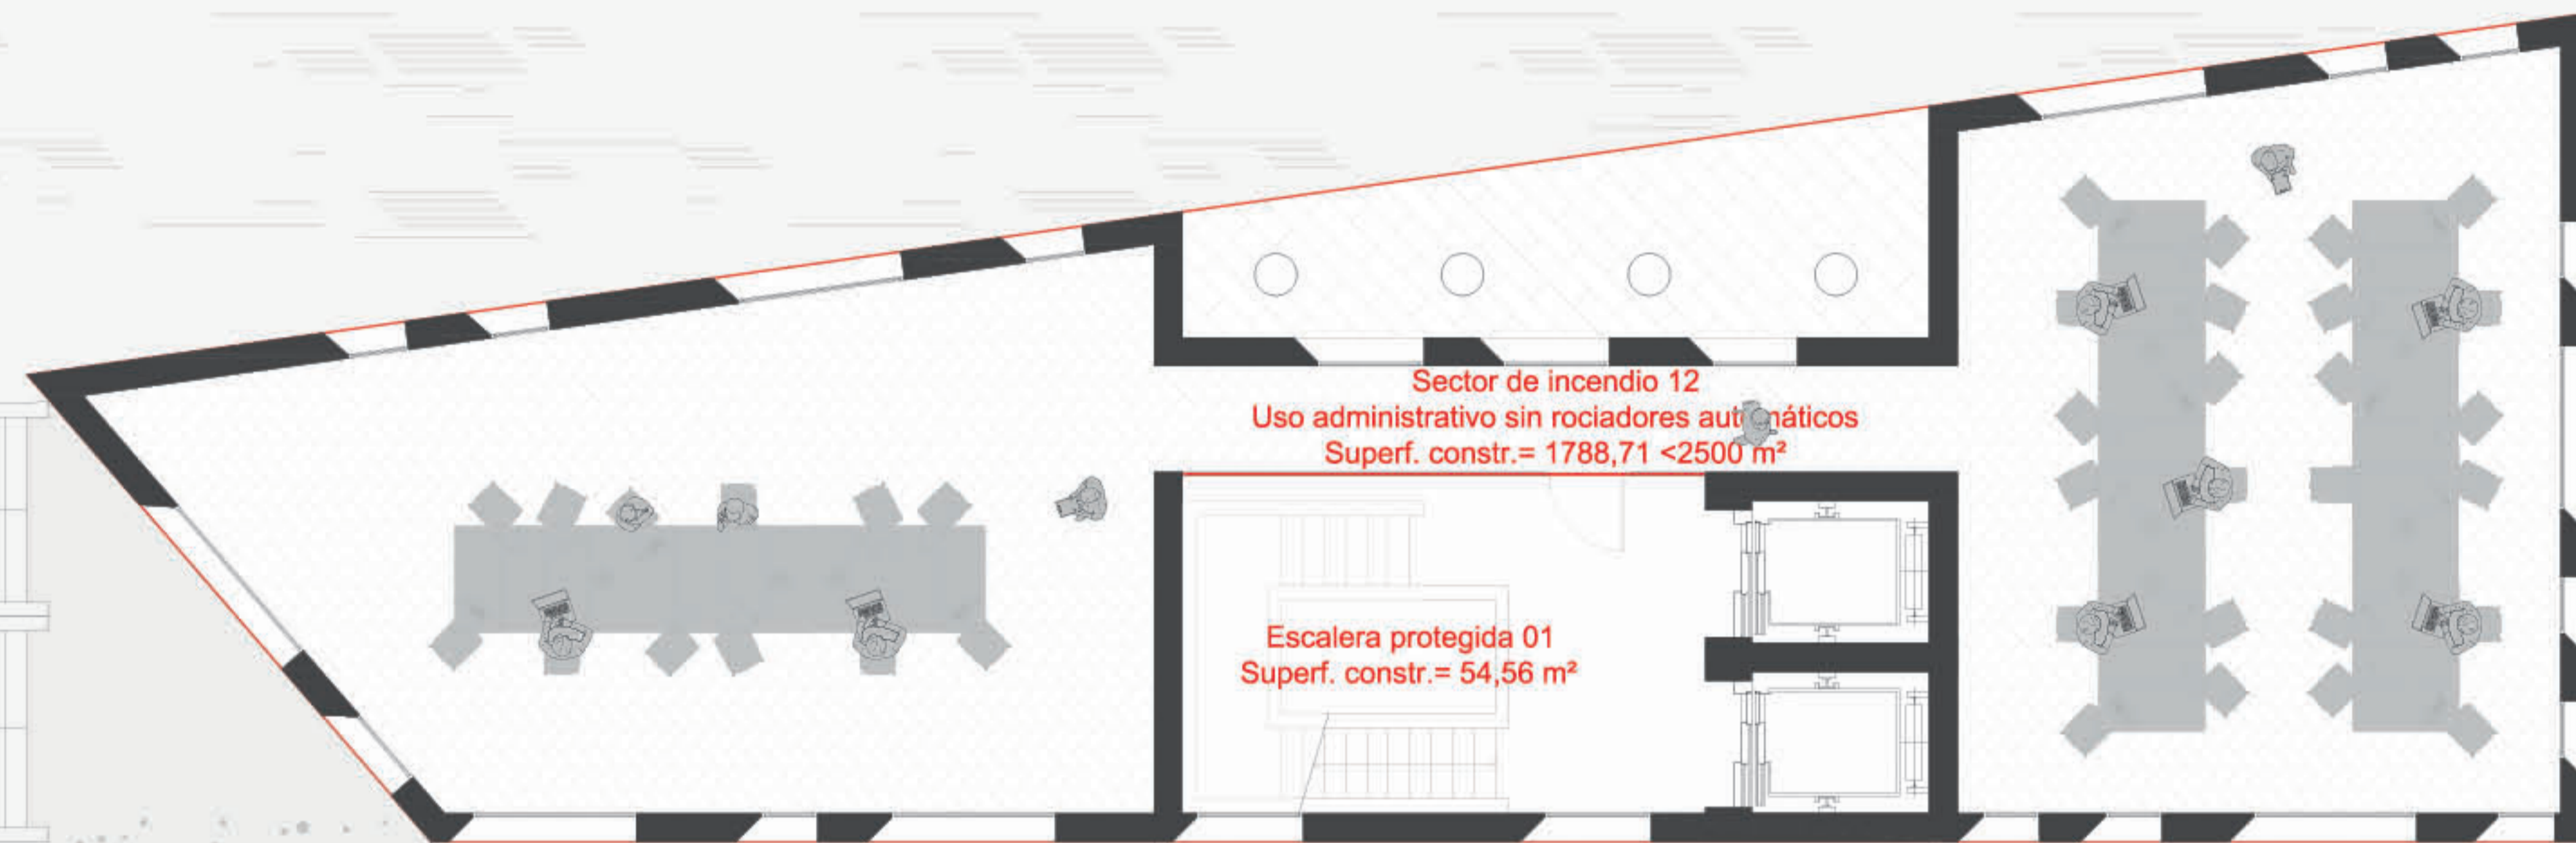 Sector de incendio 12
Uso administrativo sin rociadores automáticos
Superf. constr.= 1788,71 <2500 m²
Escalera protegida 01
Superf. constr.= 54,56 m²